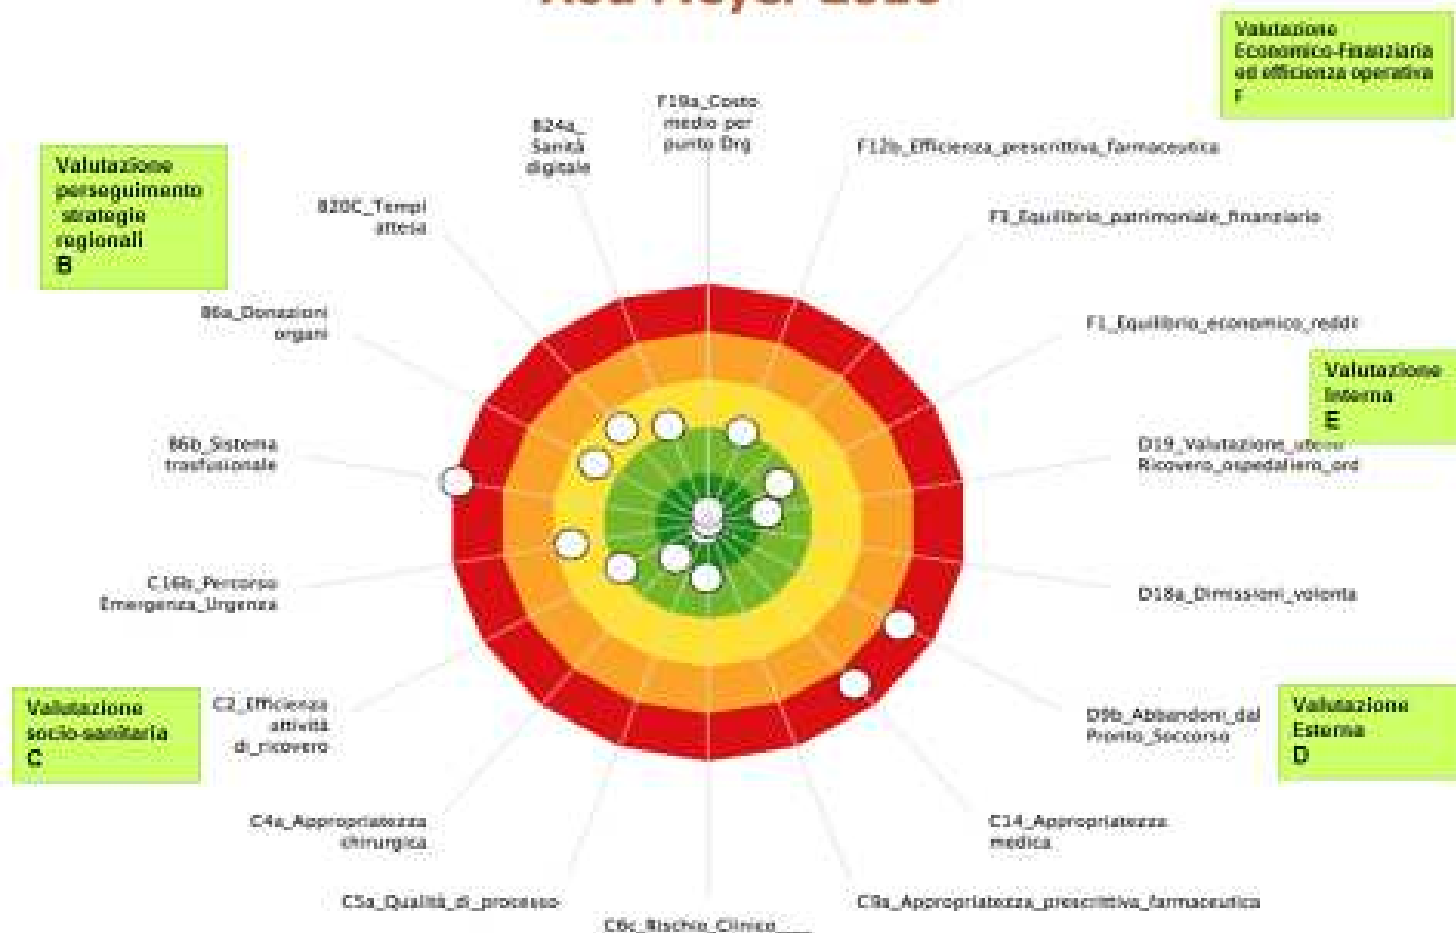 Valutazione
Economico-Finanziaria
ed efficienza operativa
F
F19a_Costo
medio per
punto Drg
B24a_
Sanità
digitale
F12b_Efficienza_prescrittiva_farmaceutica
Valutazione
perseguimento
strategie
regionali
B
B20C_Tempi
attesa
F3_Equilibrio_patrimoniale_finanziario
B6a_Donazioni
organi
F1_Equilibrio_economico_reddi
Valutazione
Interna
E
B6b_Sistema
trasfusionale
D19_Valutazione
Ricovero_ospedaliero_ord
C16b_Percorso
Emergenza_Urgenza
D18a_Dimissioni_volonta
Valutazione
socio-sanitaria
C
C2_Efficienza
attività
di_ricovero
D9b_Abbandoni_dal
Pronto_Soccorso
Valutazione
Esterna
D
C4a_Appropriatezza
chirurgica
C14_Appropriatezza
medica
C5a_Qualità_di_processo
C9a_Appropriatezza_prescrittiva_farmaceutica
C6c_Rischio_Clinico